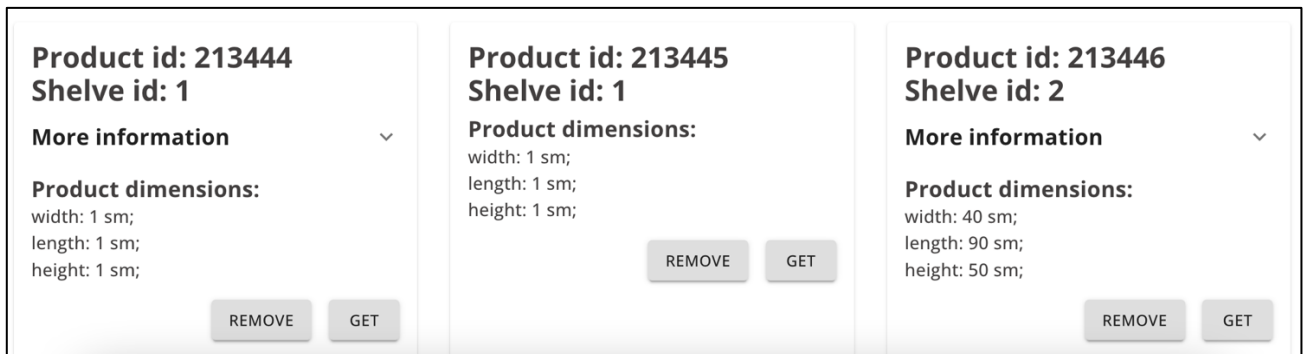 Product id: 213444
Shelve id: 1
More information
Product dimensions:
width: 1 sm;
length: 1 sm;
height: 1 sm;
REMOVE
GET
Product id: 213445
Shelve id: 1
Product dimensions:
width: 1 sm;
length: 1 sm;
height: 1 sm;
REMOVE
GET
Product id: 213446
Shelve id: 2
More information
Product dimensions:
width: 40 sm;
length: 90 sm;
height: 50 sm;
REMOVE
GET